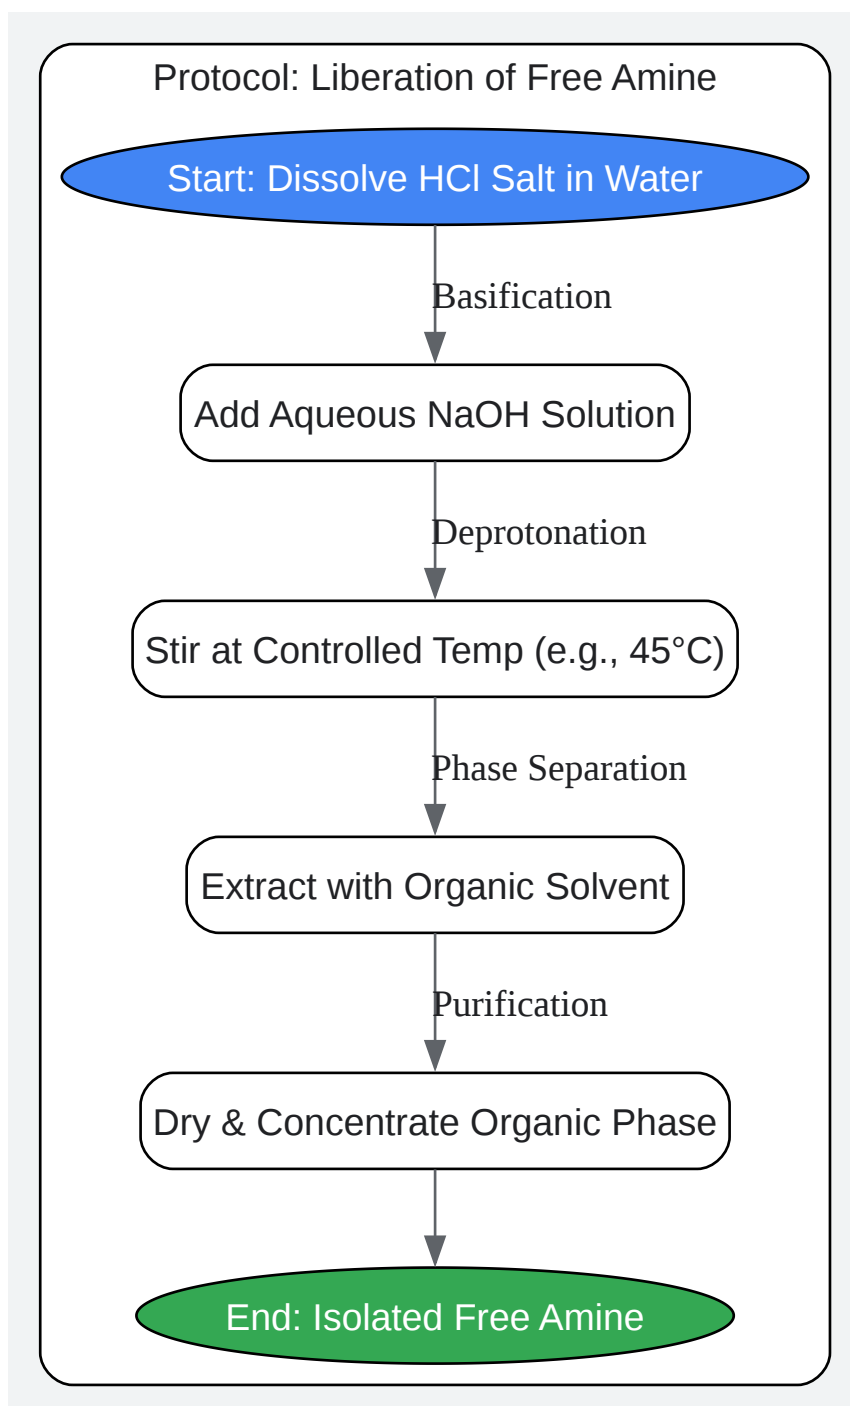 Protocol: Liberation of Free Amine
Start: Dissolve HCl Salt in Water
Basification
Add Aqueous NaOH Solution
Deprotonation
Stir at Controlled Temp (e.g., 45°C)
Phase Separation
Extract with Organic Solvent
Purification
Dry & Concentrate Organic Phase
End: Isolated Free Amine